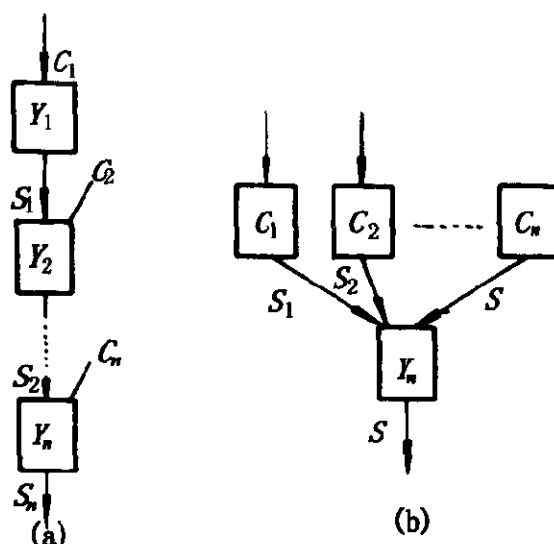 C₁
Y₁
S₁
C₂
Y₂
S₂
Cₙ
Yₙ
Sₙ
(a)
C₁ C₂ Cₙ
S₁ S₂ S
Yₙ
S
(b)